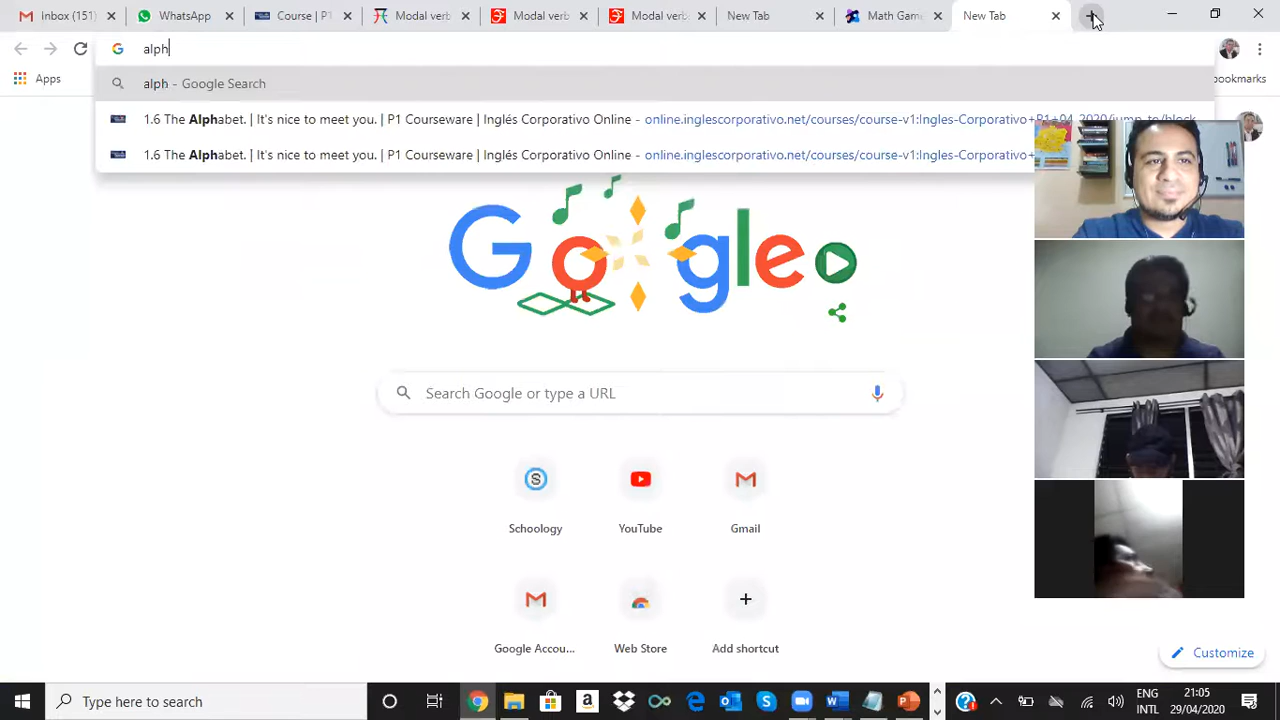 Inbox (151)
WhatsApp
Course | P1
Modal verb
Modal verb
Modal verb
New Tab
Math Gam
New Tab
alph
alph - Google Search
Apps
bookmarks
1.6 The Alphabet. | It's nice to meet you. | P1 Courseware | Inglés Corporativo Online - online.inglescorporativo.net/courses/course-v1:Ingles-Corporativo+P1+04_2020/jump_to/block
1.6 The Alphabet. | It's nice to meet you. | P1 Courseware | Inglés Corporativo Online - online.inglescorporativo.net/courses/course-v1:Ingles-Corporativo+
Google
Search Google or type a URL
Schoology
YouTube
Gmail
Google Accou...
Web Store
Add shortcut
Customize
Type here to search
ENG
INTL
21:05
29/04/2020